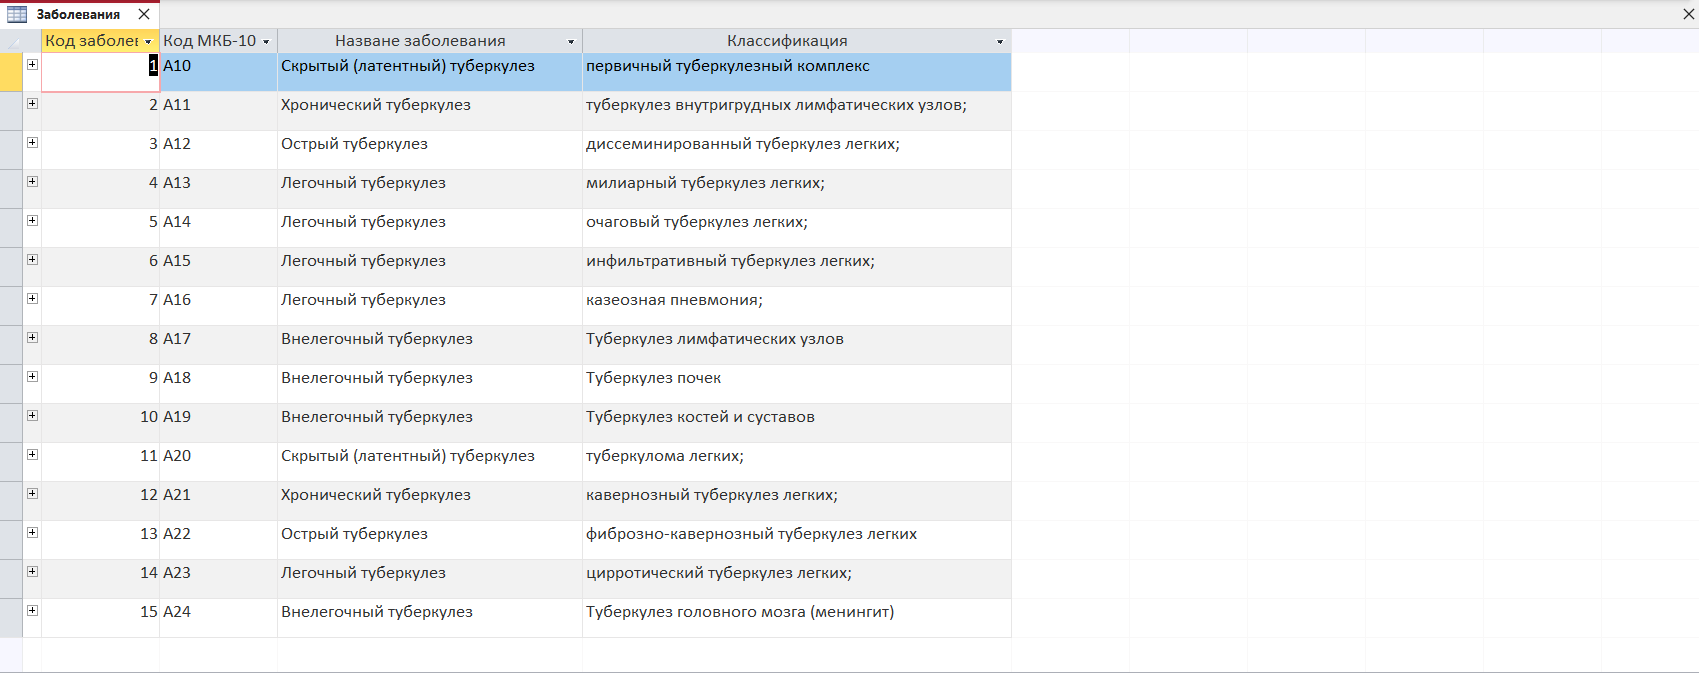 Заболевания
Код заболев Код МКБ-10 Назване заболевания Классификация
1 A10 Скрытый (латентный) туберкулез первичный туберкулезный комплекс
2 A11 Хронический туберкулез туберкулез внутригрудных лимфатических узлов;
3 A12 Острый туберкулез диссеминированный туберкулез легких;
4 A13 Легочный туберкулез милиарный туберкулез легких;
5 A14 Легочный туберкулез очаговый туберкулез легких;
6 A15 Легочный туберкулез инфильтративный туберкулез легких;
7 A16 Легочный туберкулез казеозная пневмония;
8 A17 Внелегочный туберкулез Туберкулез лимфатических узлов
9 A18 Внелегочный туберкулез Туберкулез почек
10 A19 Внелегочный туберкулез Туберкулез костей и суставов
11 A20 Скрытый (латентный) туберкулез туберкулома легких;
12 A21 Хронический туберкулез кавернозный туберкулез легких;
13 A22 Острый туберкулез фиброзно-кавернозный туберкулез легких
14 A23 Легочный туберкулез цирротический туберкулез легких;
15 A24 Внелегочный туберкулез Туберкулез головного мозга (менингит)